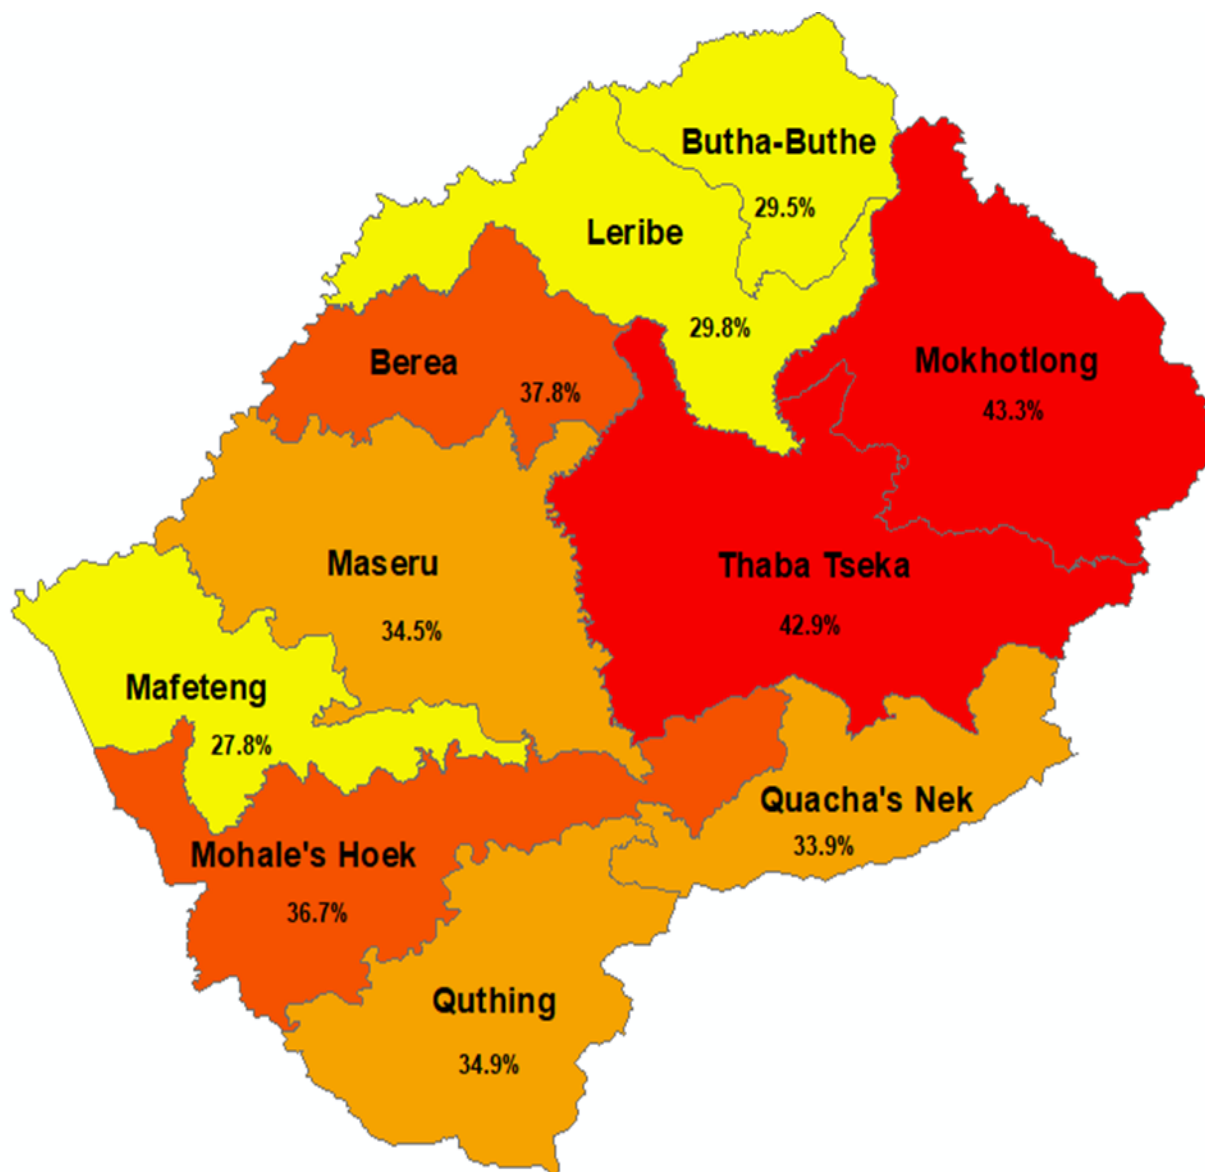 Butha-Buthe
29.5%
Leribe
29.8%
Berea
37.8%
Mokhotlong
43.3%
Maseru
34.5%
Thaba Tseka
42.9%
Mafeteng
27.8%
Quacha's Nek
33.9%
Mohale's Hoek
36.7%
Quthing
34.9%